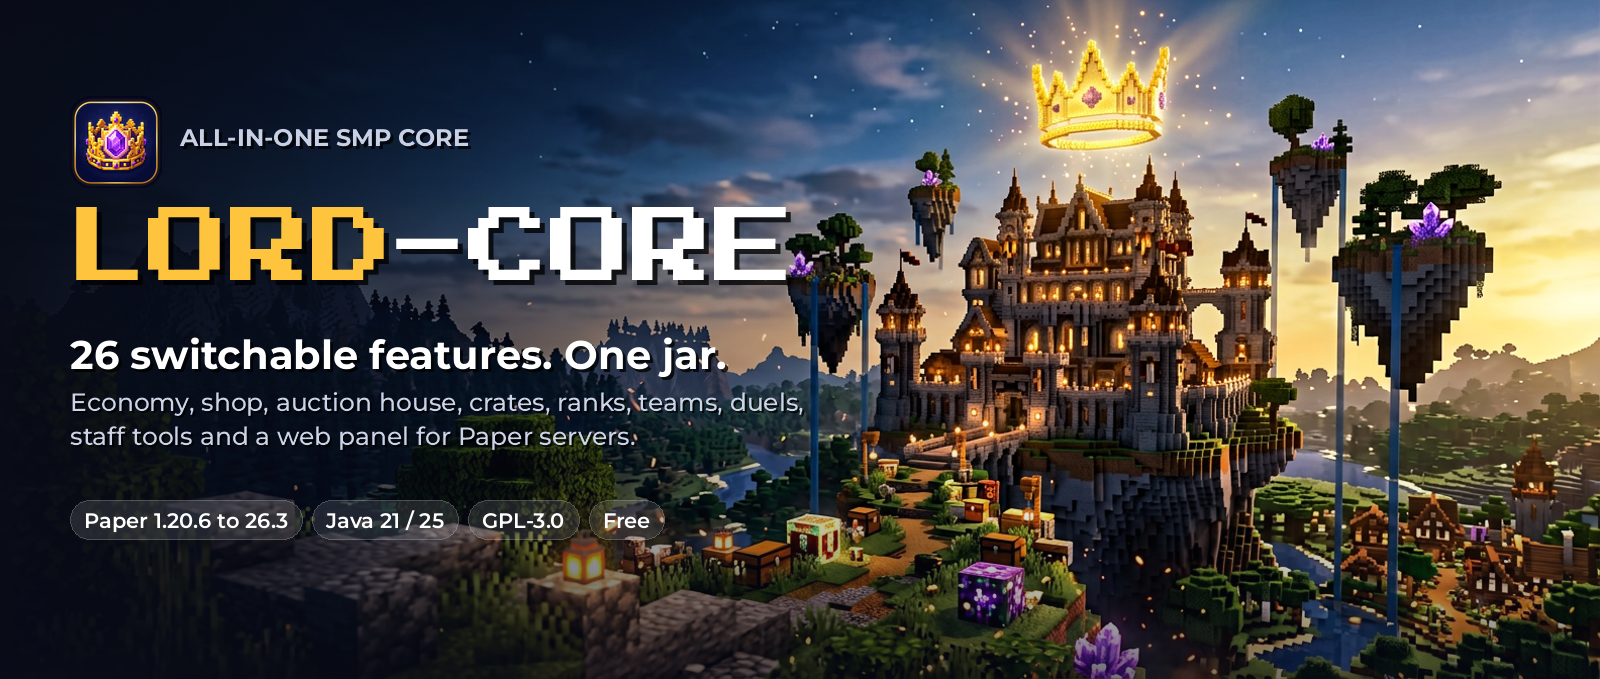 ALL-IN-ONE SMP CORE
LORD-CORE
26 switchable features. One jar.
Economy, shop, auction house, crates, ranks, teams, duels,
staff tools and a web panel for Paper servers.
Paper 1.20.6 to 26.3
Java 21 / 25
GPL-3.0
Free